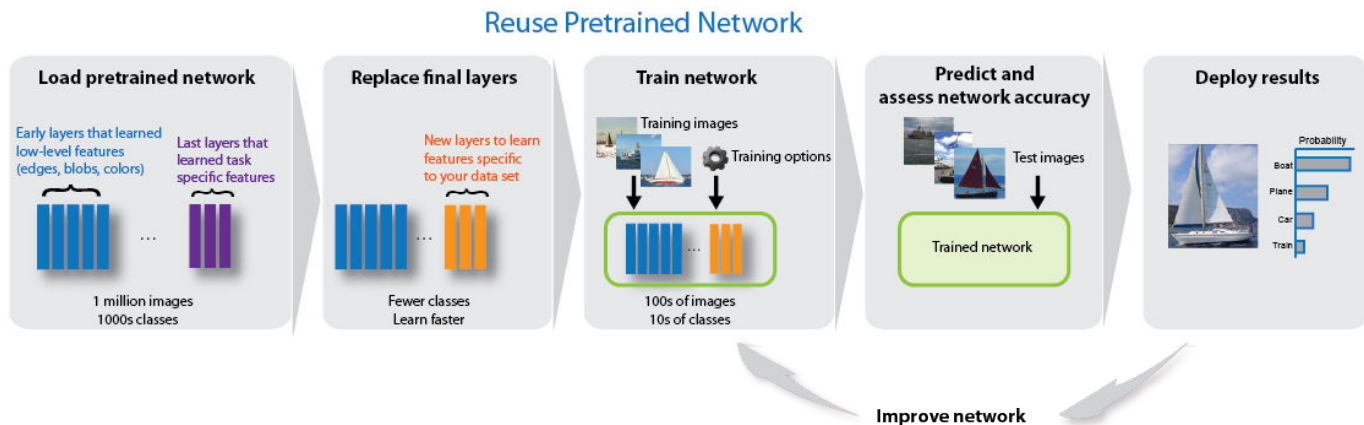 Reuse Pretrained Network
Load pretrained network
Early layers that learned
low-level features
(edges, blobs, colors)
Last layers that
learned task
specific features
...
1 million images
1000s classes
Replace final layers
New layers to learn
features specific
to your data set
...
Fewer classes
Learn faster
Train network
Training images
Training options
...
100s of images
10s of classes
Predict and
assess network accuracy
Test images
Trained network
Deploy results
Probability
Boat
Plane
Car
Train
Improve network